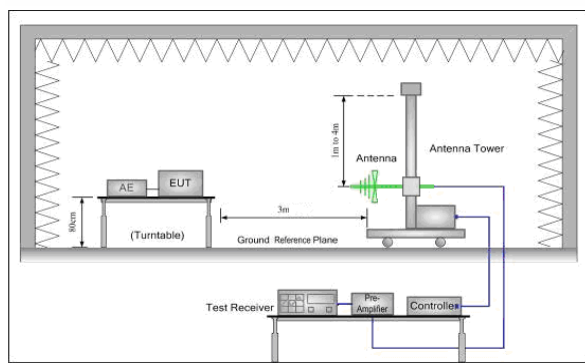 1m to 4m
Antenna
Antenna Tower
AE
EUT
80cm
(Turntable)
3m
Ground Reference Plane
Test Receiver
Pre-
Amplifier
Controller